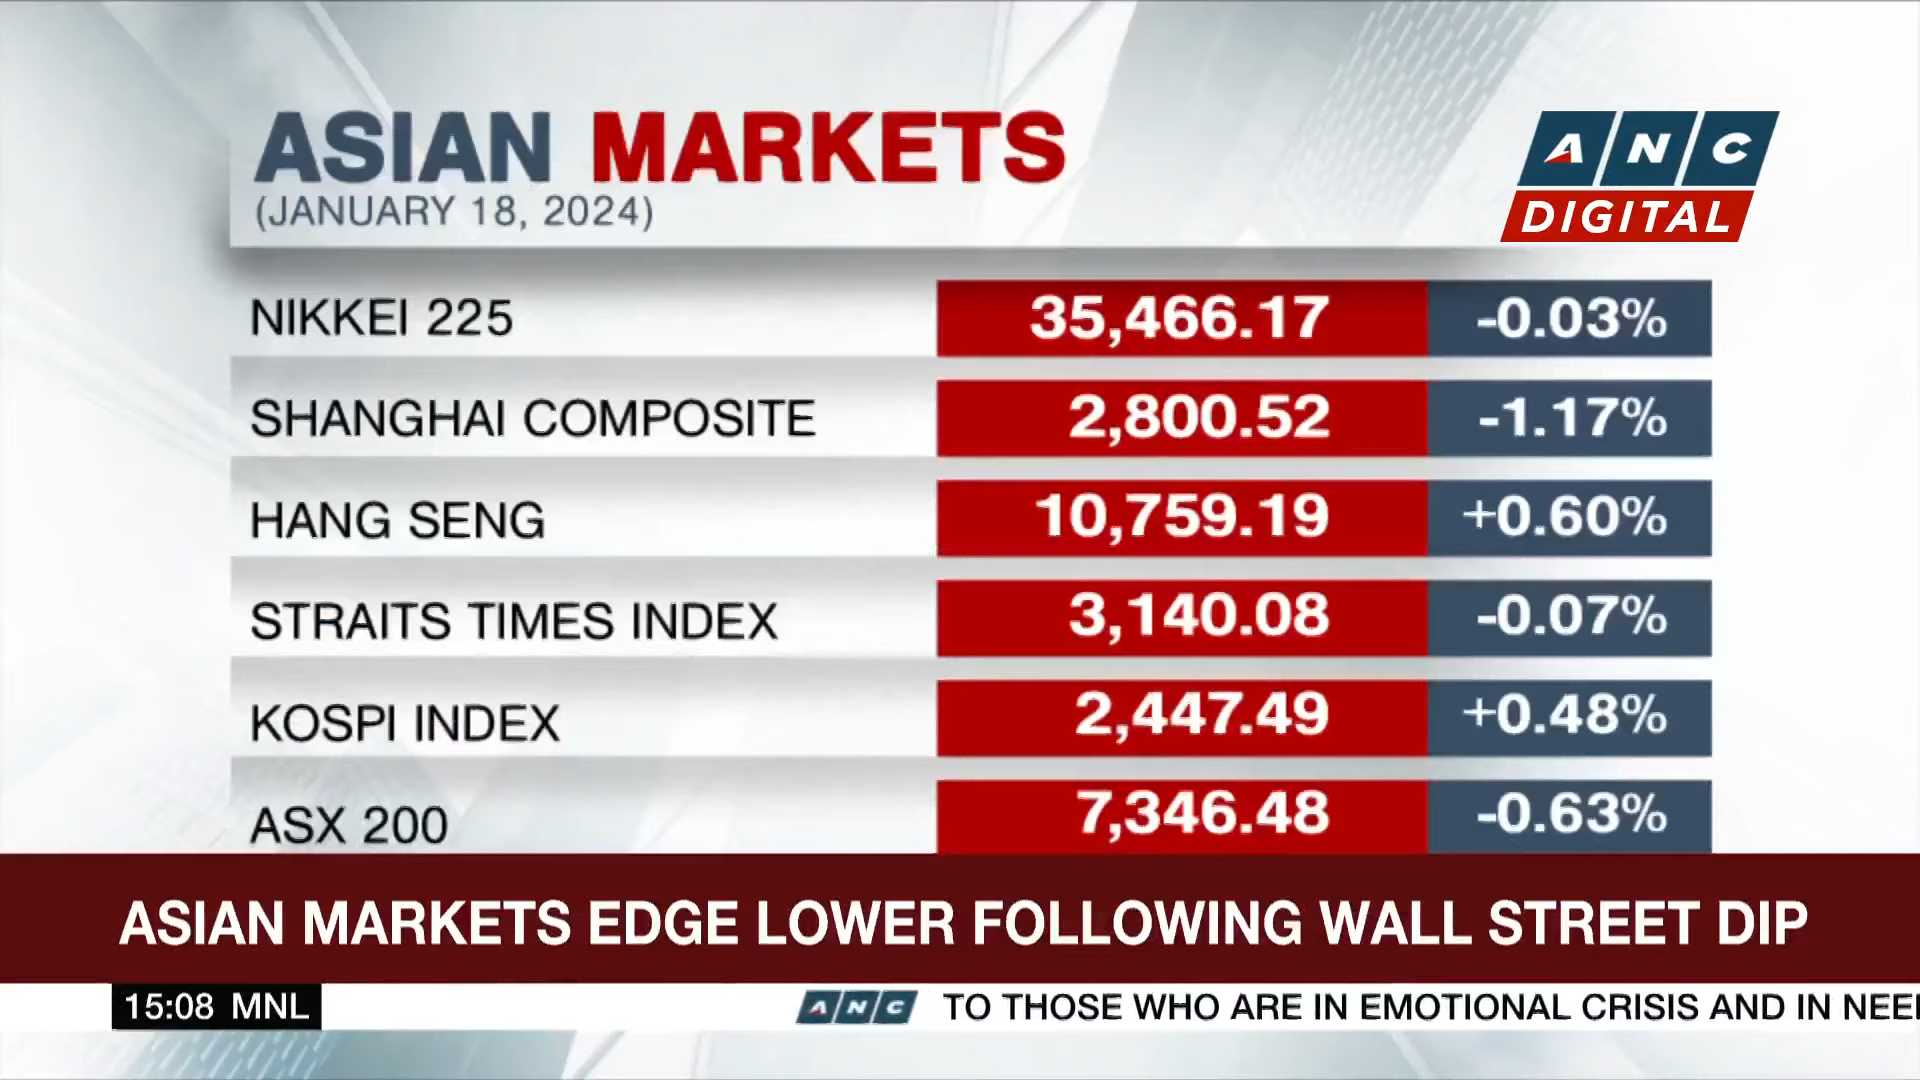 ASIAN MARKETS
(JANUARY 18, 2024)
ANC
DIGITAL
NIKKEI 225 35,466.17 -0.03%
SHANGHAI COMPOSITE 2,800.52 -1.17%
HANG SENG 10,759.19 +0.60%
STRAITS TIMES INDEX 3,140.08 -0.07%
KOSPI INDEX 2,447.49 +0.48%
ASX 200 7,346.48 -0.63%
ASIAN MARKETS EDGE LOWER FOLLOWING WALL STREET DIP
15:08 MNL ANC TO THOSE WHO ARE IN EMOTIONAL CRISIS AND IN